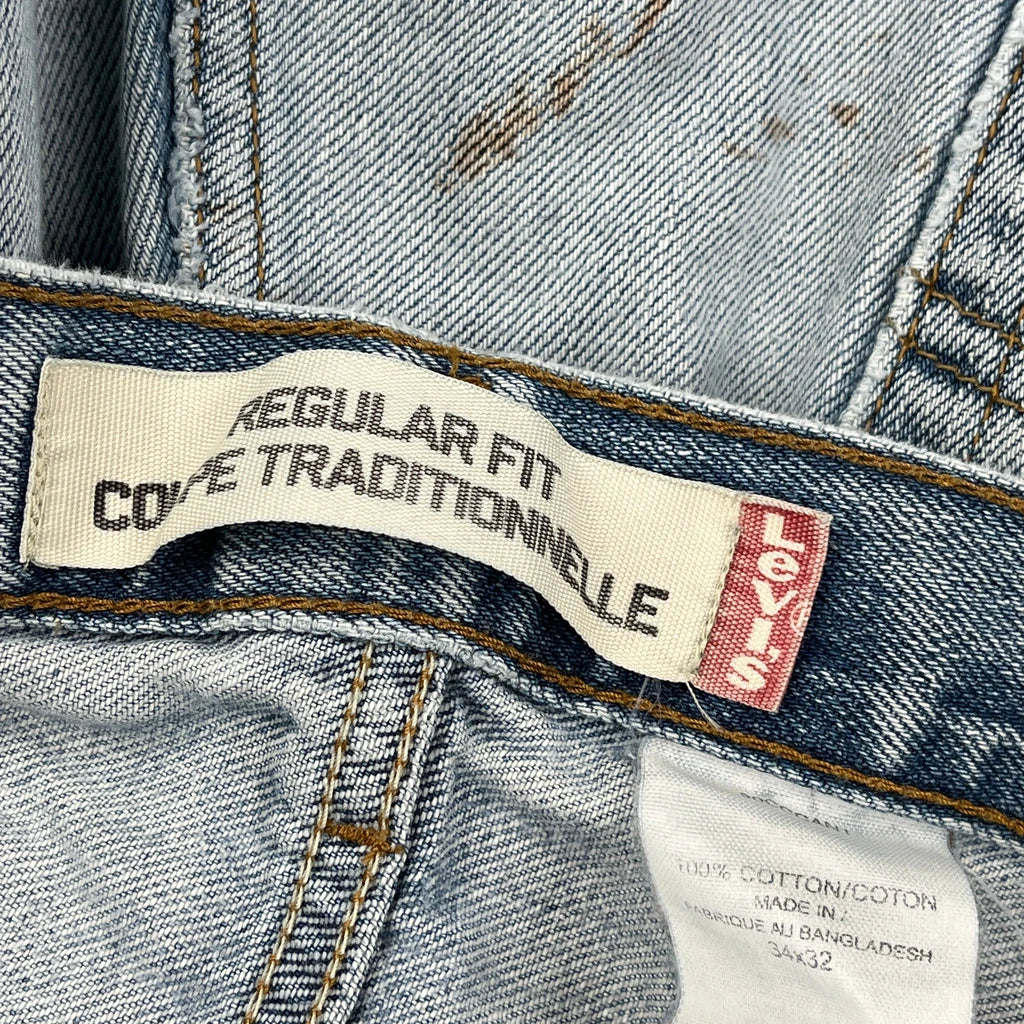 REGULAR FIT
COUPE TRADITIONNELLE
LEVI'S
100% COTTON/COTON
MADE IN /
FABRIQUE AU BANGLADESH
34x32